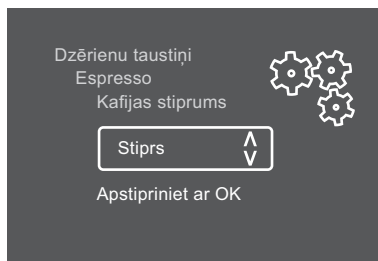 Dzērienu taustiņi
Espresso
Kafijas stiprums
Stiprs
Apstipriniet ar OK